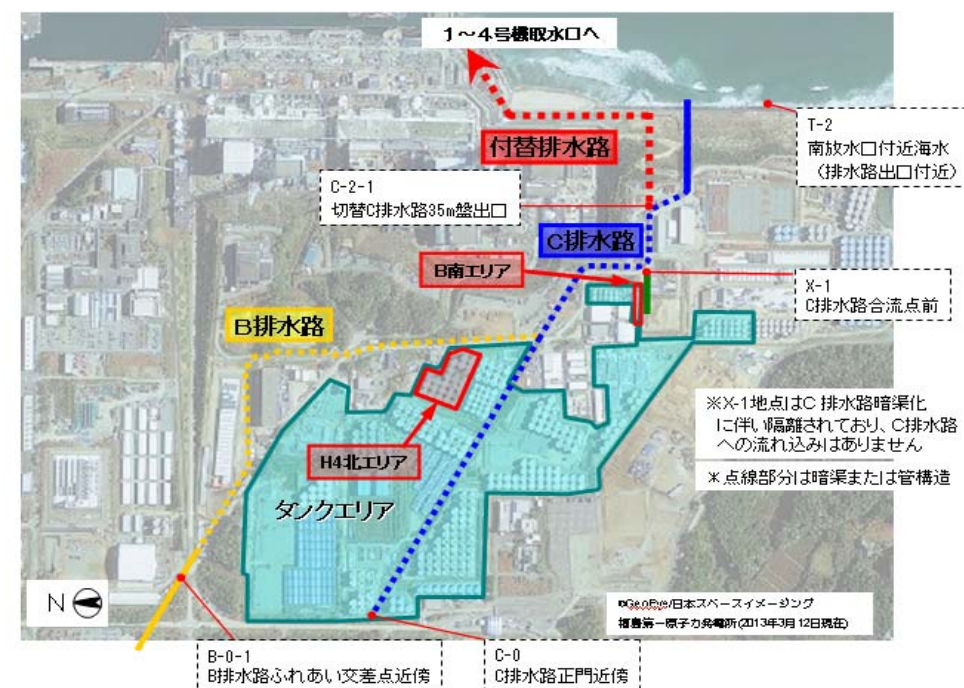 1～4号機取水口へ
T-2
南放水口付近海水
（排水路出口付近）
付替排水路
C-2-1
切替C排水路35m盤出口
C排水路
B南エリア
X-1
C排水路合流点前
B排水路
※X-1地点はC排水路暗渠化
に伴い隔離されており、C排水路
への流れ込みはありません
H4北エリア
＊点線部分は暗渠または管構造
タンクエリア
N
©GeoEye/日本スペースイメージング
福島第一原子力発電所(2013年3月12日現在)
B-0-1
B排水路ふれあい交差点近傍
C-0
C排水路正門近傍